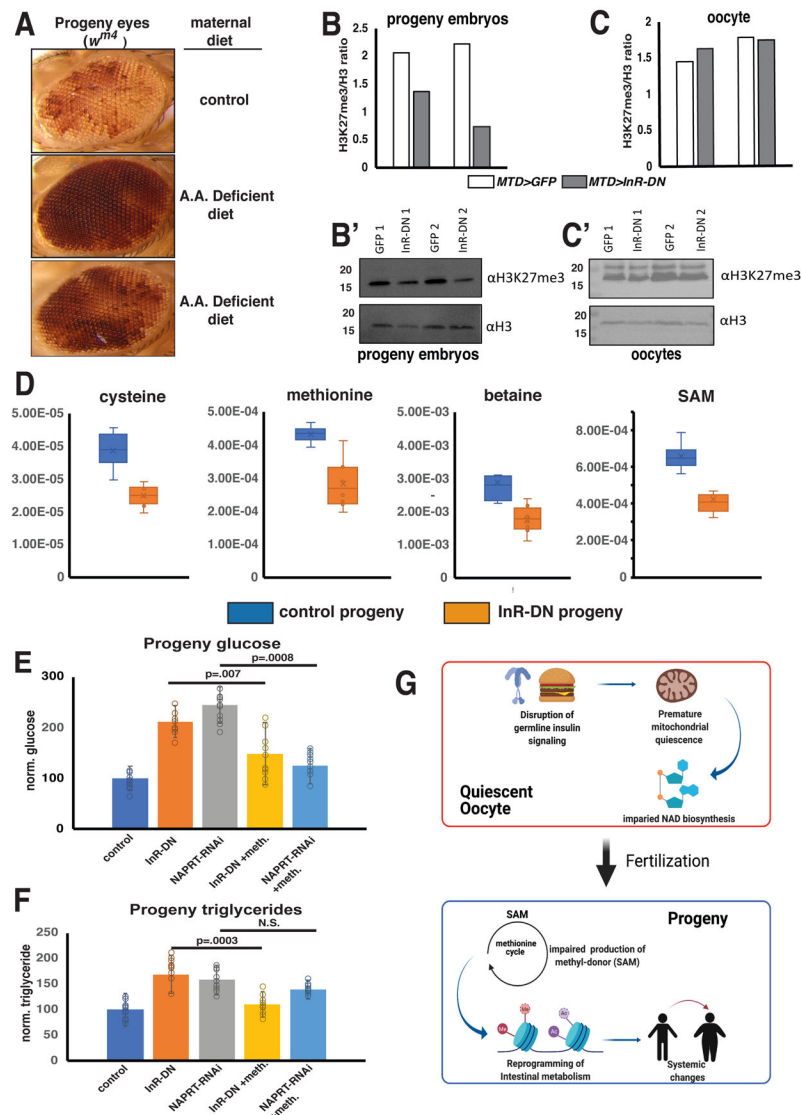 A
Progeny eyes
(w^m4)
maternal
diet
control
A.A. Deficient
diet
A.A. Deficient
diet
B
progeny embryos
H3K27me3/H3 ratio
2.5
2
1.5
1
0.5
0
C
oocyte
H3K27me3/H3 ratio
2
1.5
1
0.5
0
MTD>GFP
MTD>InR-DN
B'
GFP 1
InR-DN 1
GFP 2
InR-DN 2
20
15
αH3K27me3
20
15
αH3
progeny embryos
C'
GFP 1
InR-DN 1
GFP 2
InR-DN 2
20
15
αH3K27me3
20
15
αH3
oocytes
D
cysteine
5.00E-05
4.00E-05
3.00E-05
2.00E-05
1.00E-05
0
methionine
5.00E-04
4.00E-04
3.00E-04
2.00E-04
1.00E-04
0
betaine
5.00E-03
4.00E-03
3.00E-03
2.00E-03
1.00E-03
0
SAM
8.00E-04
6.00E-04
4.00E-04
2.00E-04
0
control progeny
InR-DN progeny
E
Progeny glucose
p=.0008
p=.007
norm. glucose
300
200
100
0
control
InR-DN
NAPRT-RNAi
InR-DN +meth.
NAPRT-RNAi
+meth.
F
Progeny triglycerides
N.S.
p=.0003
norm. triglyceride
250
200
150
100
50
0
control
InR-DN
NAPRT-RNAi
InR-DN +meth.
NAPRT-RNAi
+meth.
G
Disruption of
germline insulin
signaling
Premature
mitochondrial
quiescence
Quiescent
Oocyte
imparied NAD biosynthesis
Fertilization
SAM
methionine
cycle
Progeny
impaired production of
methyl-donor (SAM)
Me
Me
Ac
Ac
Reprogramming of
Intestinal metabolism
Systemic
changes